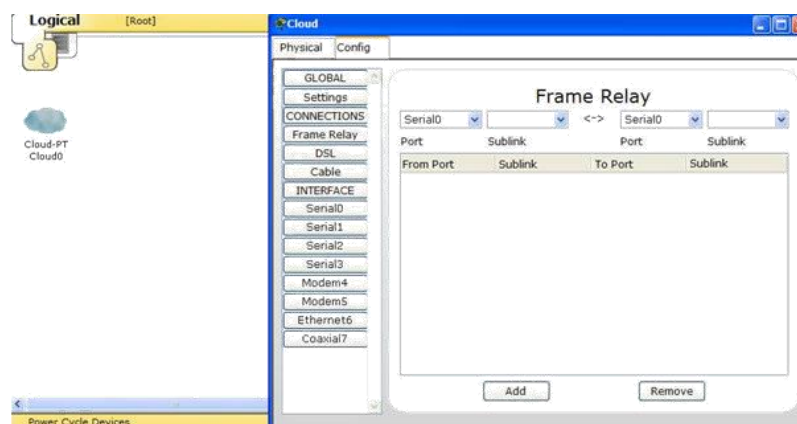 Logical [Root]
Cloud-PT
Cloud0
Power Cycle Devices
Cloud
Physical Config
GLOBAL
Settings
CONNECTIONS
Frame Relay
DSL
Cable
INTERFACE
Serial0
Serial1
Serial2
Serial3
Modem4
Modem5
Ethernet6
Coaxial7
Frame Relay
Serial0 <-> Serial0
Port Sublink Port Sublink
From Port Sublink To Port Sublink
Add Remove